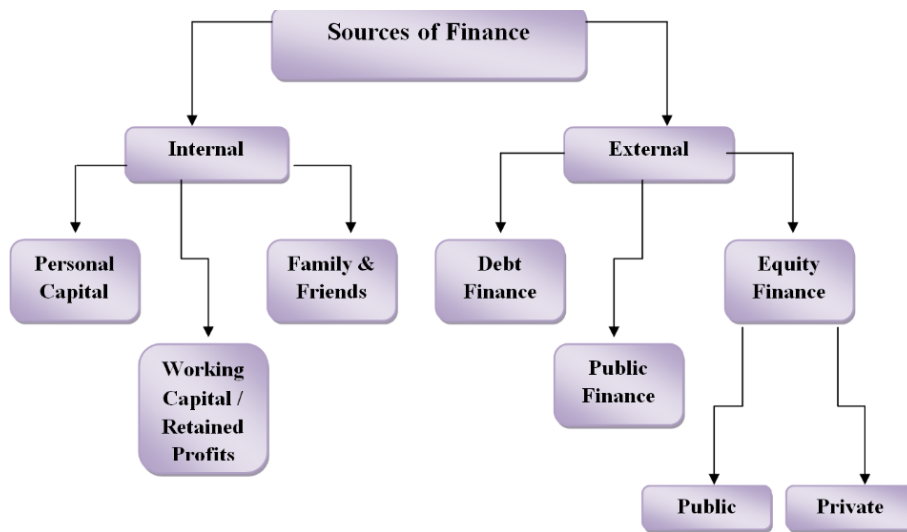 Sources of Finance
Internal
External
Personal
Capital
Family &
Friends
Debt
Finance
Equity
Finance
Working
Capital /
Retained
Profits
Public
Finance
Public
Private